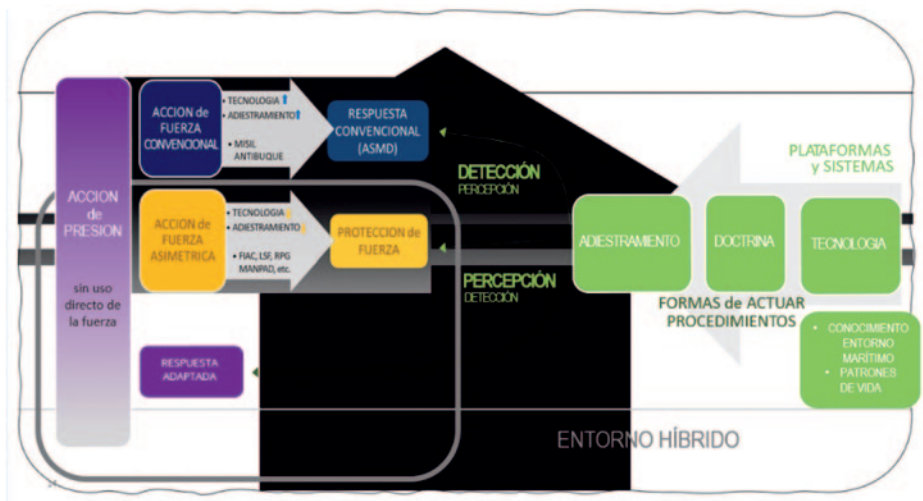 ACCION
de
PRESION
sin uso
directo de
la fuerza
ACCION de
FUERZA
CONVENCIONAL
• TECNOLOGIA
• ADIESTRAMIENTO
• MISIL
ANTIBUQUE
RESPUESTA
CONVENCIONAL
(ASMD)
ACCION de
FUERZA
ASIMETRICA
• TECNOLOGIA
• ADIESTRAMIENTO
• FIAC, LSF, RPG
MANPAD, etc.
PROTECCION de
FUERZA
RESPUESTA
ADAPTADA
DETECCIÓN
PERCEPCIÓN
PERCEPCIÓN
DETECCIÓN
PLATAFORMAS
y SISTEMAS
ADIESTRAMIENTO
DOCTRINA
TECNOLOGIA
FORMAS de ACTUAR
PROCEDIMIENTOS
• CONOCIMIENTO
ENTORNO
MARÍTIMO
• PATRONES
DE VIDA
ENTORNO HÍBRIDO